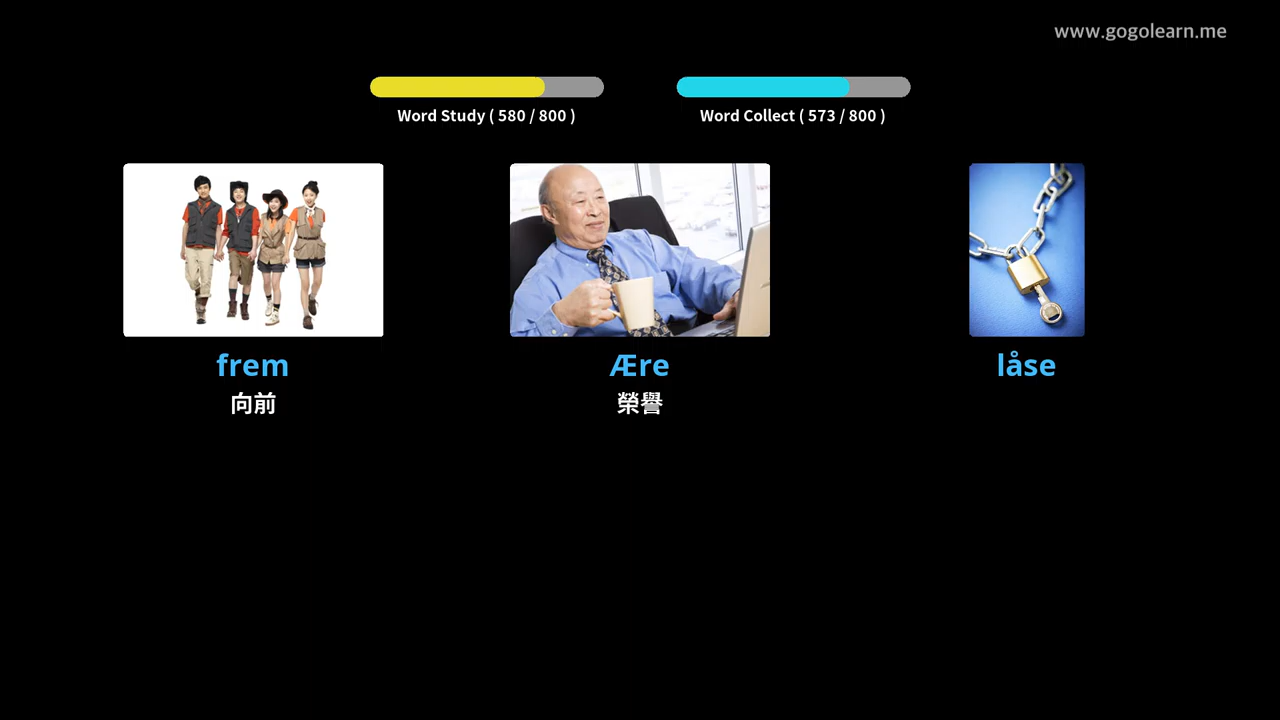 www.gogolearn.me
Word Study ( 580 / 800 )
Word Collect ( 573 / 800 )
frem
向前
Ære
榮譽
låse